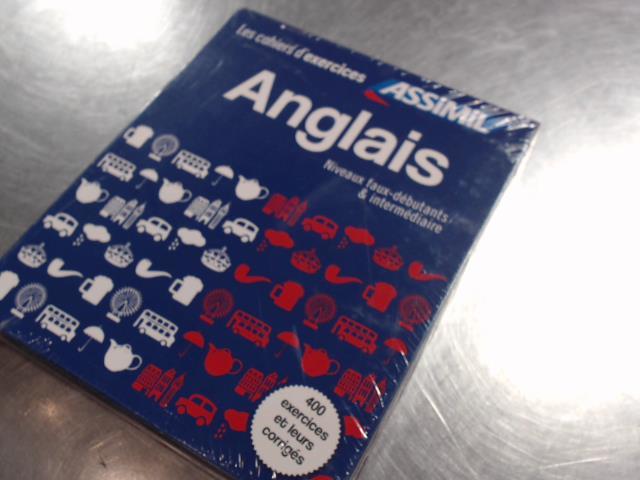 Les cahiers d'exercices
ASSiMiL
Anglais
Niveaux faux-débutants
& intermédiaire
400
exercices
et leurs
corrigés